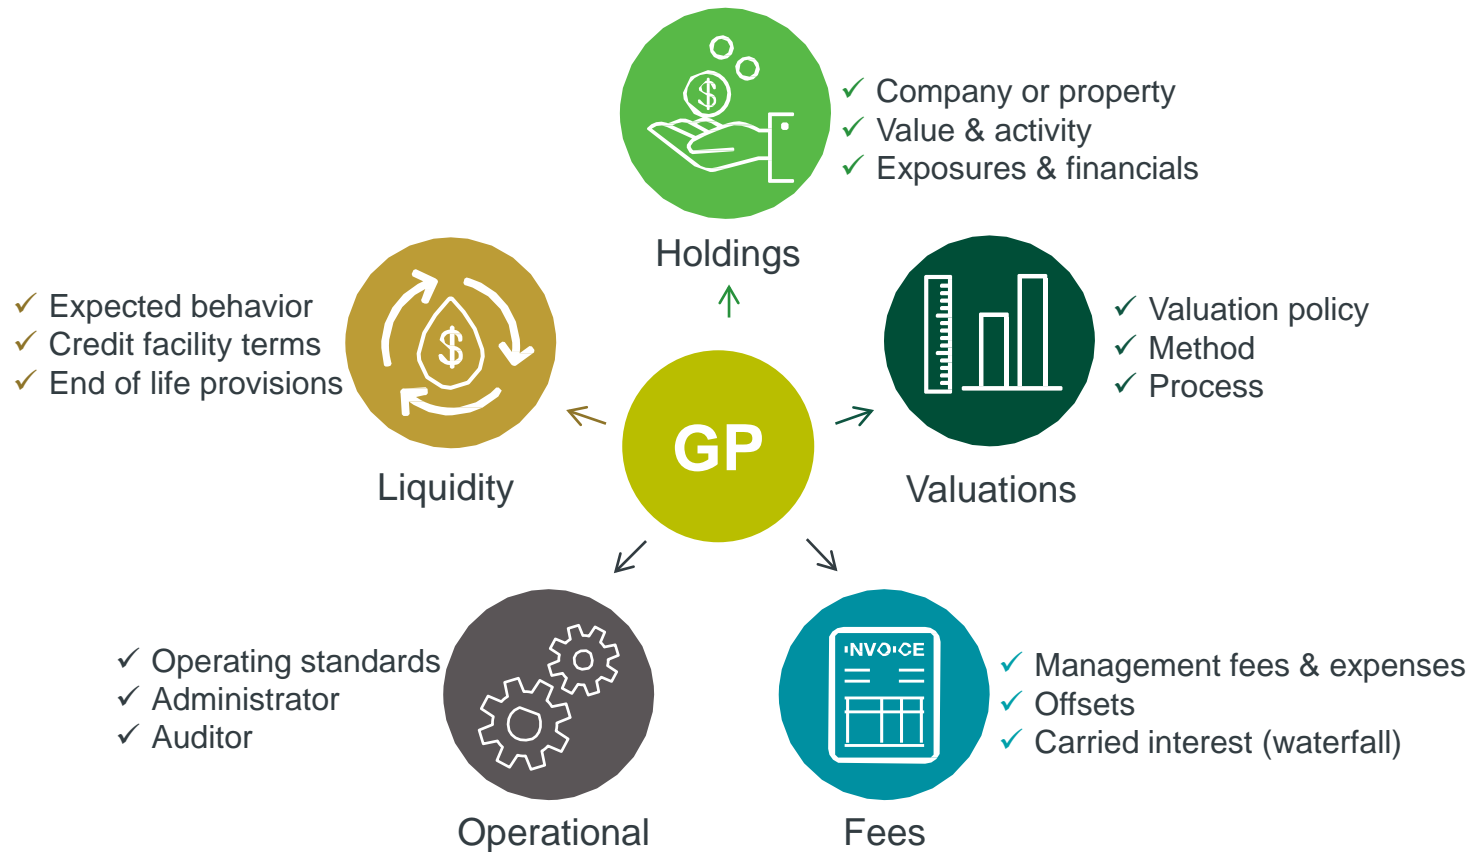 $
Company or property
Value & activity
Exposures & financials
Holdings
Expected behavior
Credit facility terms
End of life provisions
$
Liquidity
Valuation policy
Method
Process
Valuations
GP
Operating standards
Administrator
Auditor
Operational
INVOICE
Management fees & expenses
Offsets
Carried interest (waterfall)
Fees